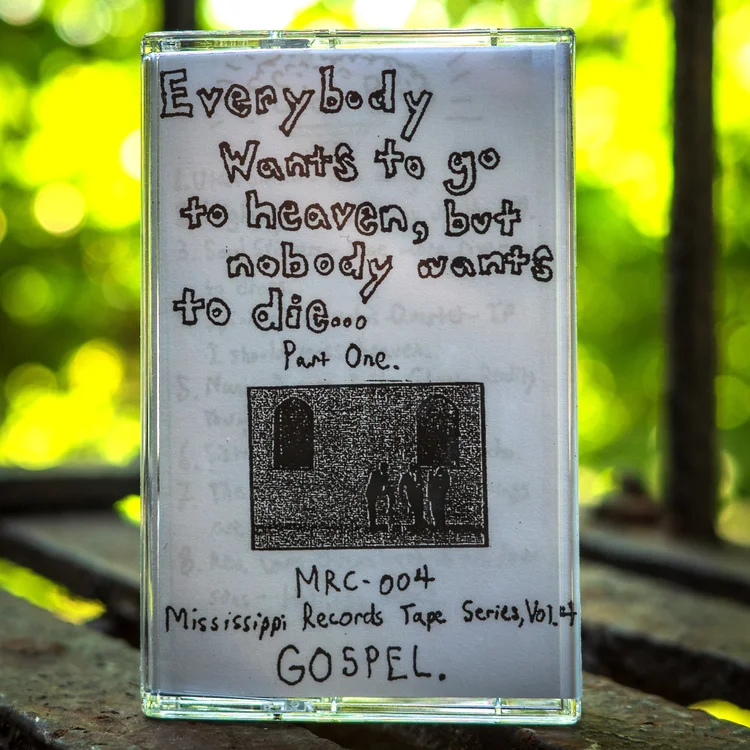 Everybody
Wants to go
to heaven, but
nobody wants
to die...
Part One.
MRC-004
Mississippi Records Tape Series, Vol. 4
GOSPEL.